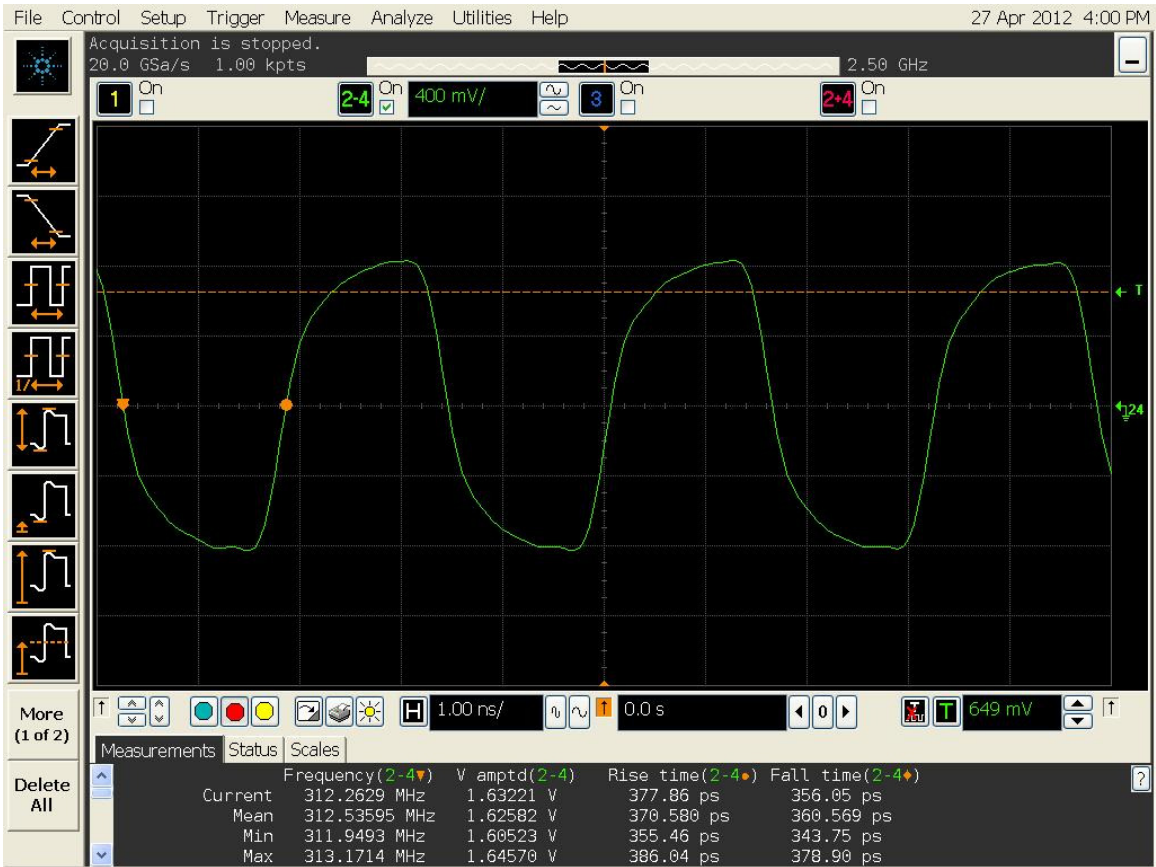 File Control Setup Trigger Measure Analyze Utilities Help 27 Apr 2012 4:00 PM
Acquisition is stopped.
20.0 GSa/s 1.00 kpts 2.50 GHz
1 On 2-4 On 400 mV/ 3 On 2+4 On
T
24
1/
More
(1 of 2)
Delete
All
H 1.00 ns/ 0.0 s 0 T 649 mV
Measurements Status Scales
Frequency(2-4) V amptd(2-4) Rise time(2-4) Fall time(2-4) ?
Current 312.2629 MHz 1.63221 V 377.86 ps 356.05 ps
Mean 312.53595 MHz 1.62582 V 370.580 ps 360.569 ps
Min 311.9493 MHz 1.60523 V 355.46 ps 343.75 ps
Max 313.1714 MHz 1.64570 V 386.04 ps 378.90 ps